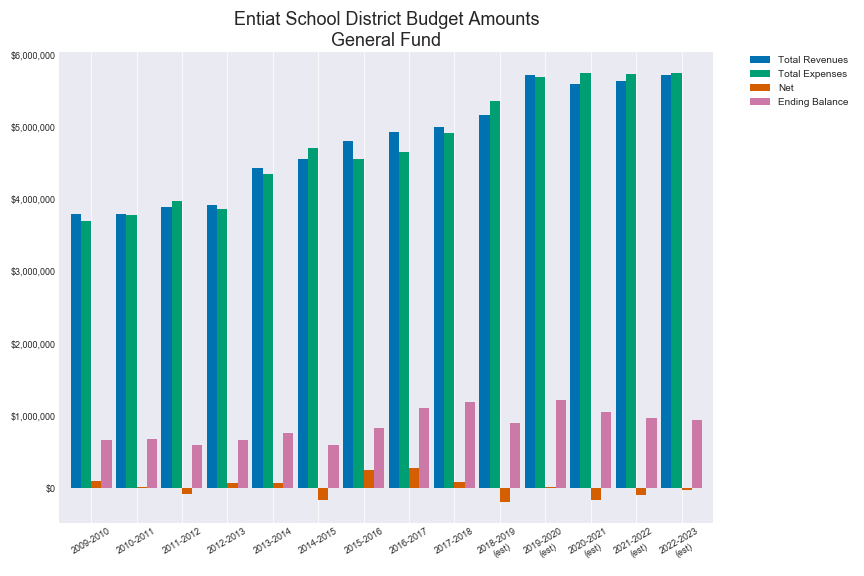 Entiat School District Budget Amounts
General Fund
Total Revenues
Total Expenses
Net
Ending Balance
$6,000,000
$5,000,000
$4,000,000
$3,000,000
$2,000,000
$1,000,000
$0
2009-2010
2010-2011
2011-2012
2012-2013
2013-2014
2014-2015
2015-2016
2016-2017
2017-2018
2018-2019
(est)
2019-2020
(est)
2020-2021
(est)
2021-2022
(est)
2022-2023
(est)